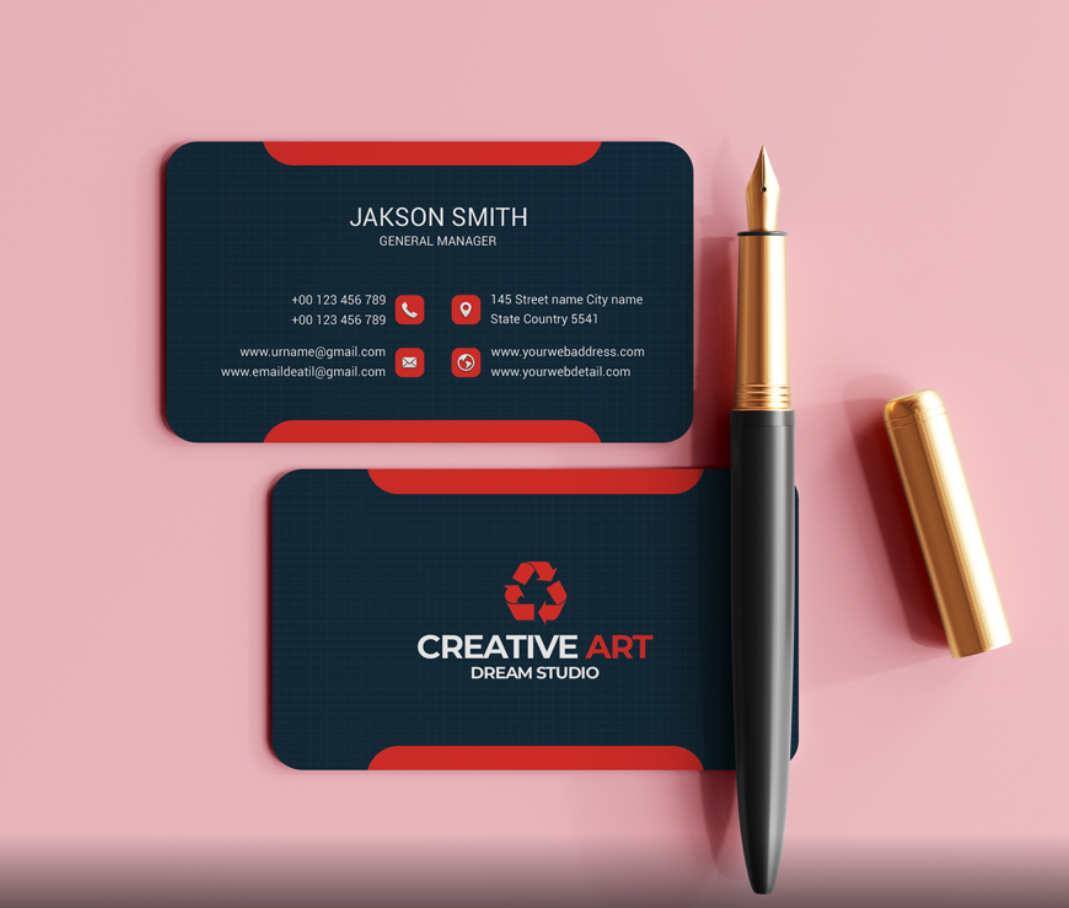 JAKSON SMITH
GENERAL MANAGER
+00 123 456 789
+00 123 456 789
145 Street name City name
State Country 5541
www.urname@gmail.com
www.emaildeatil@gmail.com
www.yourwebaddress.com
www.yourwebdetail.com
CREATIVE ART
DREAM STUDIO